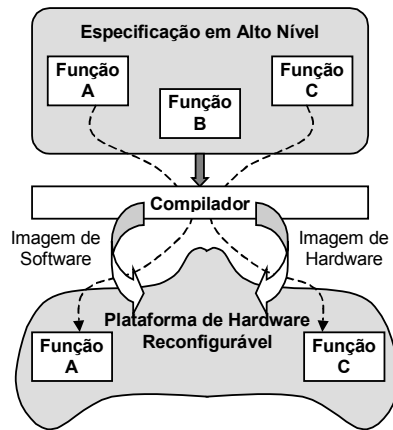 Especificação em Alto Nível
Função
A
Função
B
Função
C
Compilador
Imagem de
Software
Imagem de
Hardware
Plataforma de Hardware
Reconfigurável
Função
A
Função
C